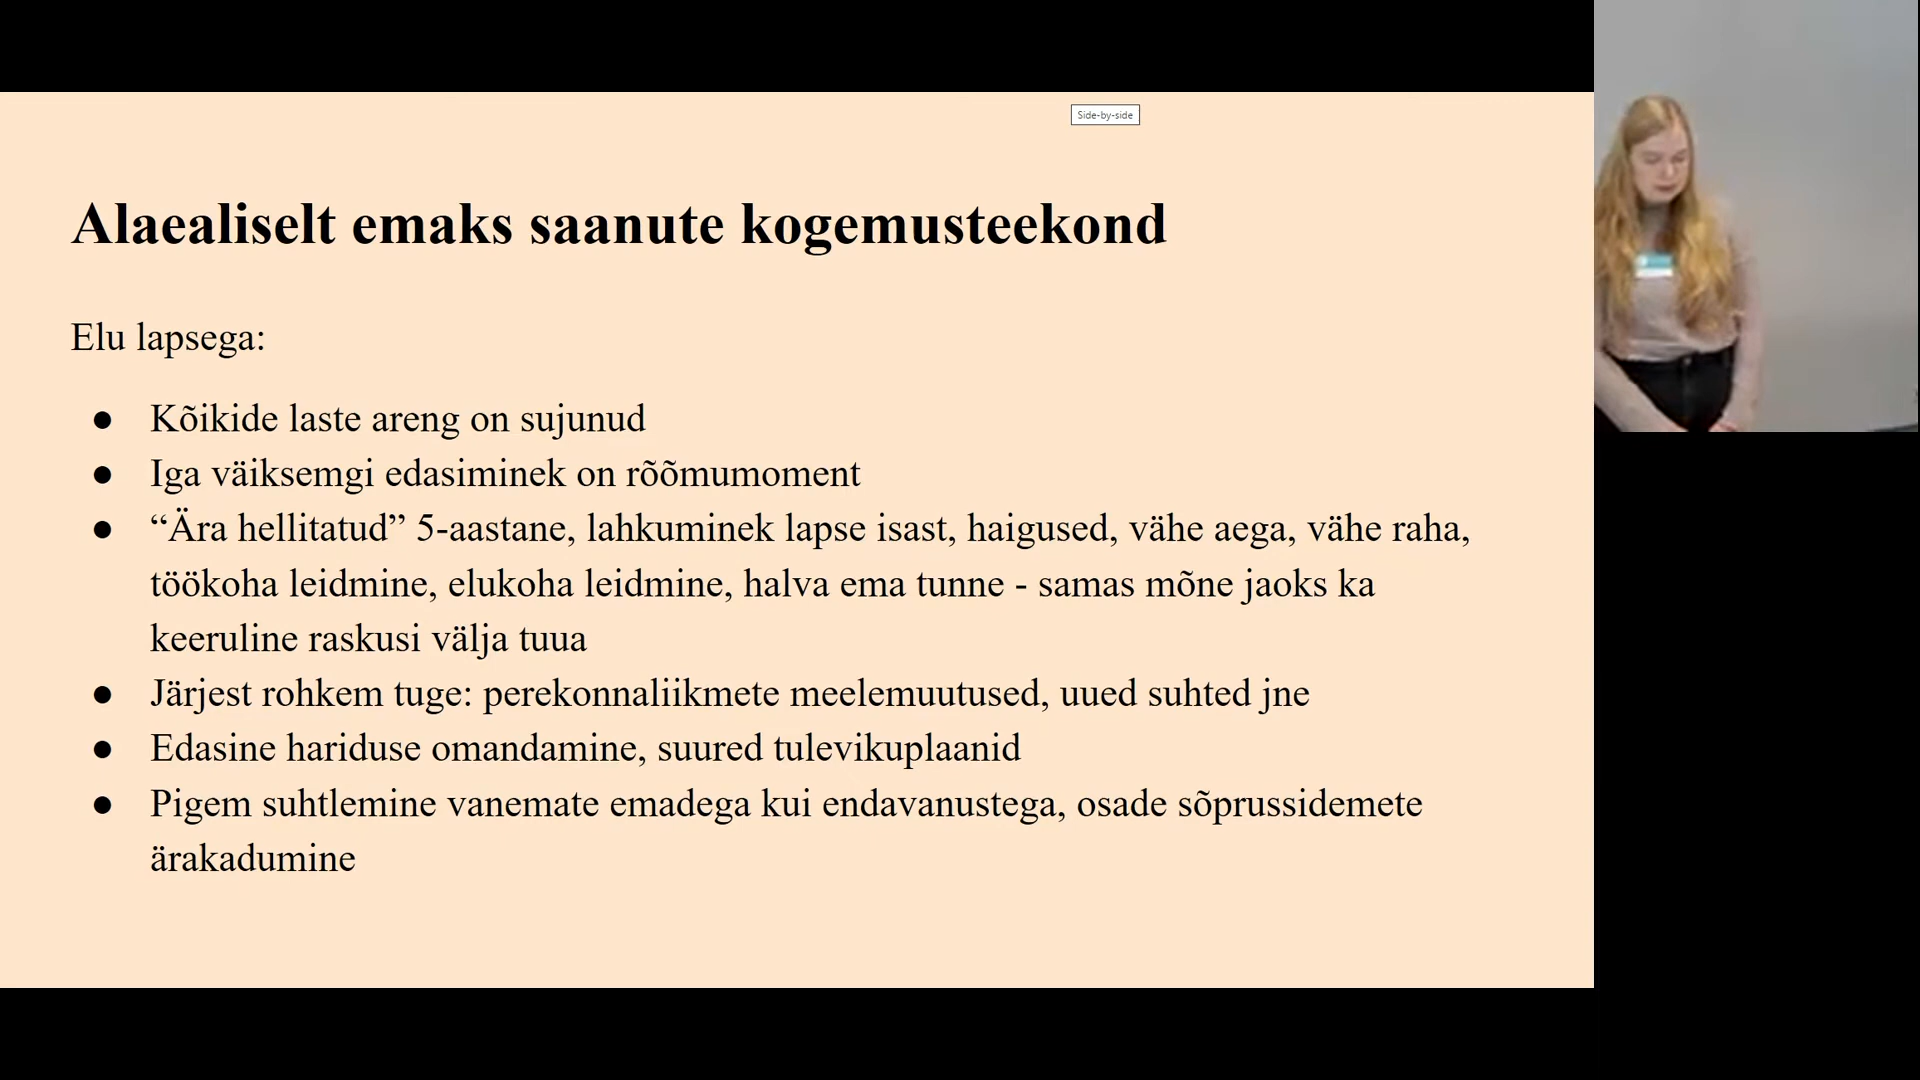 Side-by-side
Alaealiselt emaks saanute kogemusteekond
Elu lapsega:
● Kõikide laste areng on sujunud
● Iga väiksemgi edasiminek on rõõmumoment
● “Ära hellitatud” 5-aastane, lahkuminek lapse isast, haigused, vähe aega, vähe raha,
töökoha leidmine, elukoha leidmine, halva ema tunne - samas mõne jaoks ka
keeruline raskusi välja tuua
● Järjest rohkem tuge: perekonnaliikmete meelemuutused, uued suhted jne
● Edasine hariduse omandamine, suured tulevikuplaanid
● Pigem suhtlemine vanemate emadega kui endavanustega, osade sõprussidemete
ärakadumine